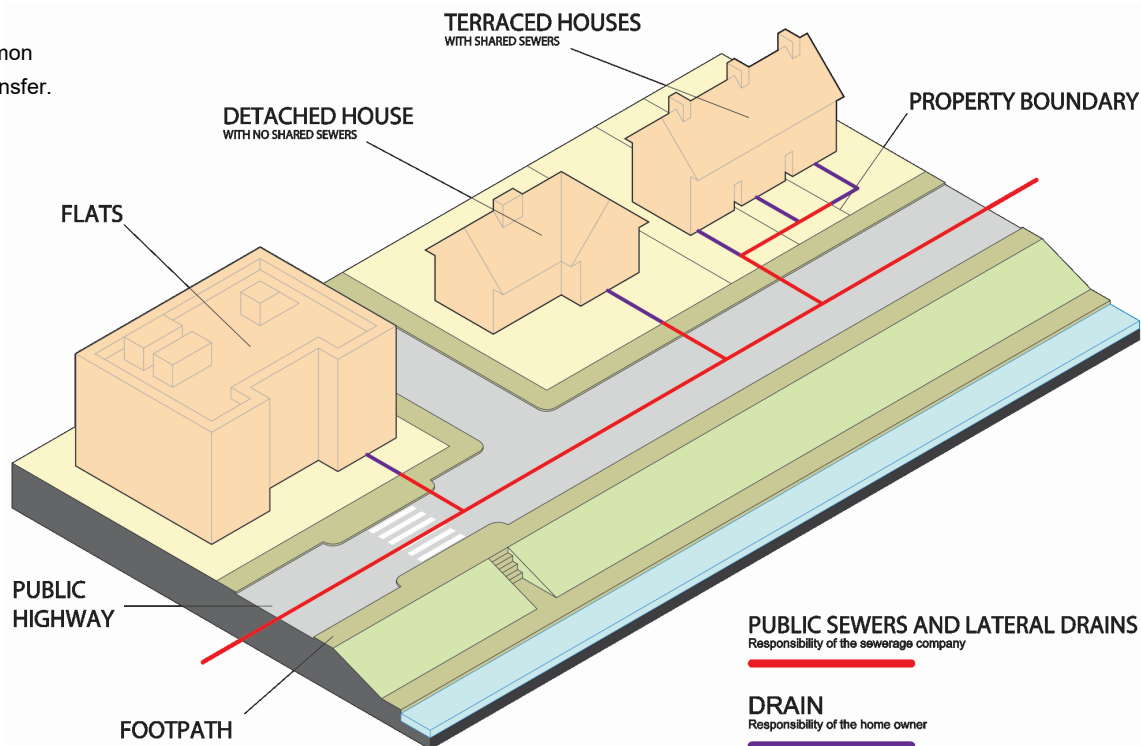 TERRACED HOUSES
WITH SHARED SEWERS
nsfer.
DETACHED HOUSE
WITH NO SHARED SEWERS
PROPERTY BOUNDARY
FLATS
PUBLIC
HIGHWAY
FOOTPATH
PUBLIC SEWERS AND LATERAL DRAINS
Responsibility of the sewerage company
DRAIN
Responsibility of the home owner